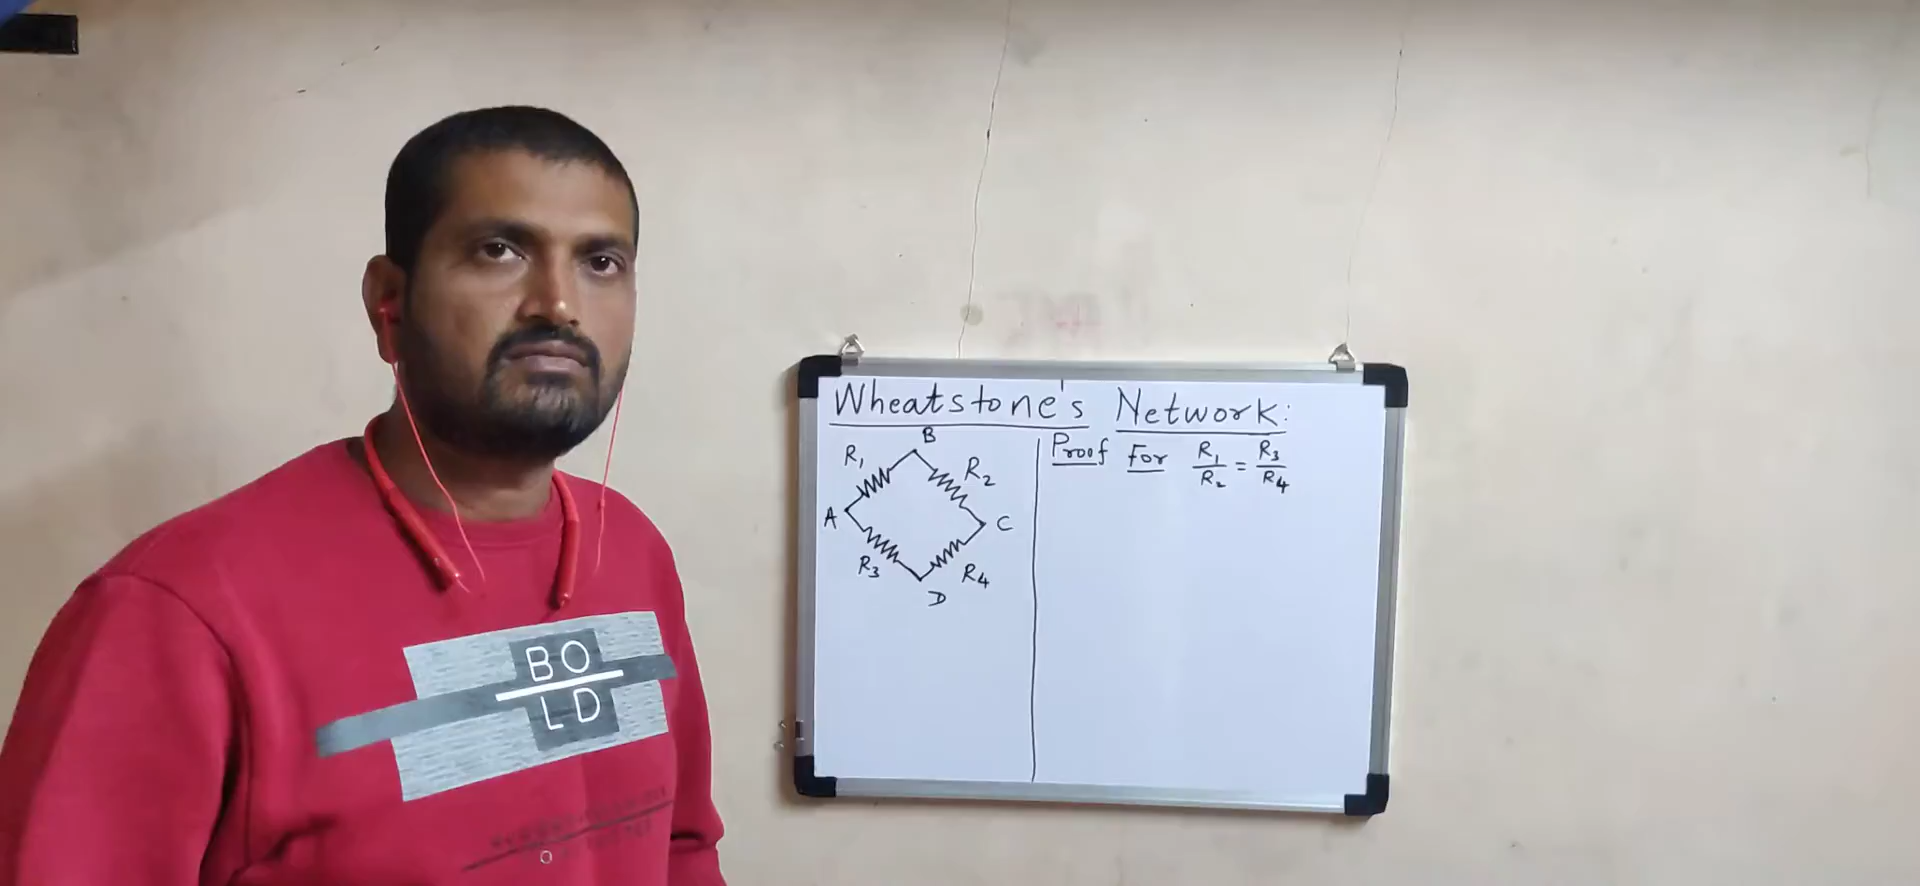 Wheatstone's Network:
B
R₁
R₂
A
C
R₃
R₄
D
Proof For R₁/R₂ = R₃/R₄
BO
LD